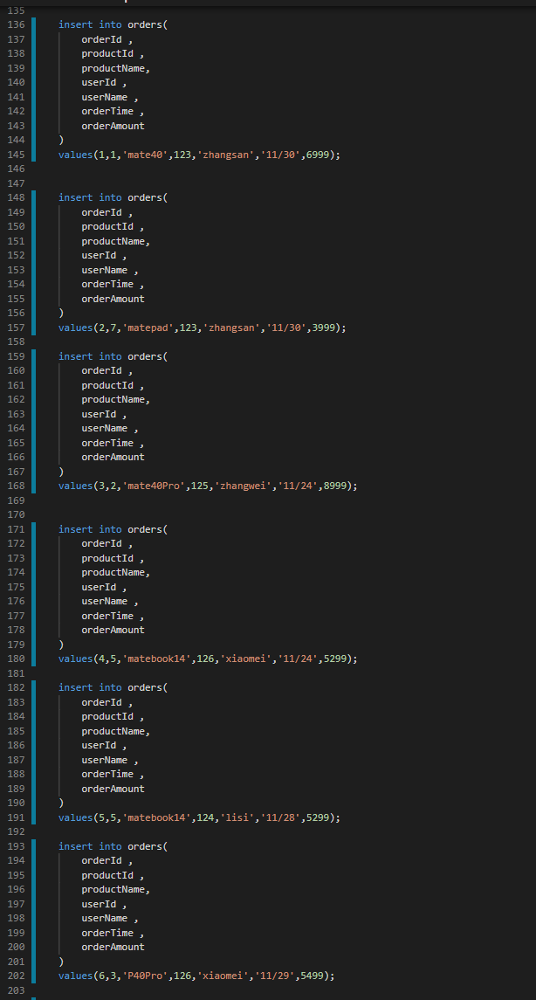 135
136 insert into orders(
137 orderId ,
138 productId ,
139 productName,
140 userId ,
141 userName ,
142 orderTime ,
143 orderAmount
144 )
145 values(1,1,'mate40',123,'zhangsan','11/30',6999);
146
147
148 insert into orders(
149 orderId ,
150 productId ,
151 productName,
152 userId ,
153 userName ,
154 orderTime ,
155 orderAmount
156 )
157 values(2,7,'matepad',123,'zhangsan','11/30',3999);
158
159 insert into orders(
160 orderId ,
161 productId ,
162 productName,
163 userId ,
164 userName ,
165 orderTime ,
166 orderAmount
167 )
168 values(3,2,'mate40Pro',125,'zhangwei','11/24',8999);
169
170
171 insert into orders(
172 orderId ,
173 productId ,
174 productName,
175 userId ,
176 userName ,
177 orderTime ,
178 orderAmount
179 )
180 values(4,5,'matebook14',126,'xiaomei','11/24',5299);
181
182 insert into orders(
183 orderId ,
184 productId ,
185 productName,
186 userId ,
187 userName ,
188 orderTime ,
189 orderAmount
190 )
191 values(5,5,'matebook14',124,'lisi','11/28',5299);
192
193 insert into orders(
194 orderId ,
195 productId ,
196 productName,
197 userId ,
198 userName ,
199 orderTime ,
200 orderAmount
201 )
202 values(6,3,'P40Pro',126,'xiaomei','11/29',5499);
203